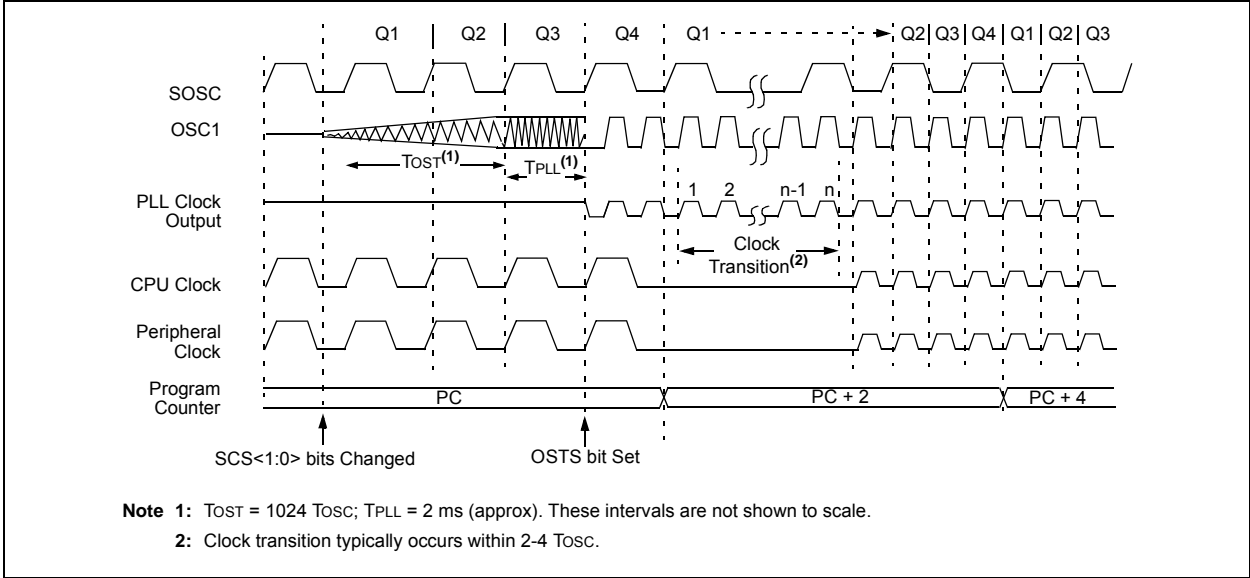 Q1 Q2 Q3 Q4 Q1 Q2 Q3 Q4 Q1 Q2 Q3
SOSC
OSC1
TOST(1)
TPLL(1)
1 2 n-1 n
PLL Clock
Output
Clock
Transition(2)
CPU Clock
Peripheral
Clock
Program
Counter
PC PC + 2 PC + 4
SCS<1:0> bits Changed OSTS bit Set
Note 1: TOST = 1024 TOSC; TPLL = 2 ms (approx). These intervals are not shown to scale.
2: Clock transition typically occurs within 2-4 TOSC.